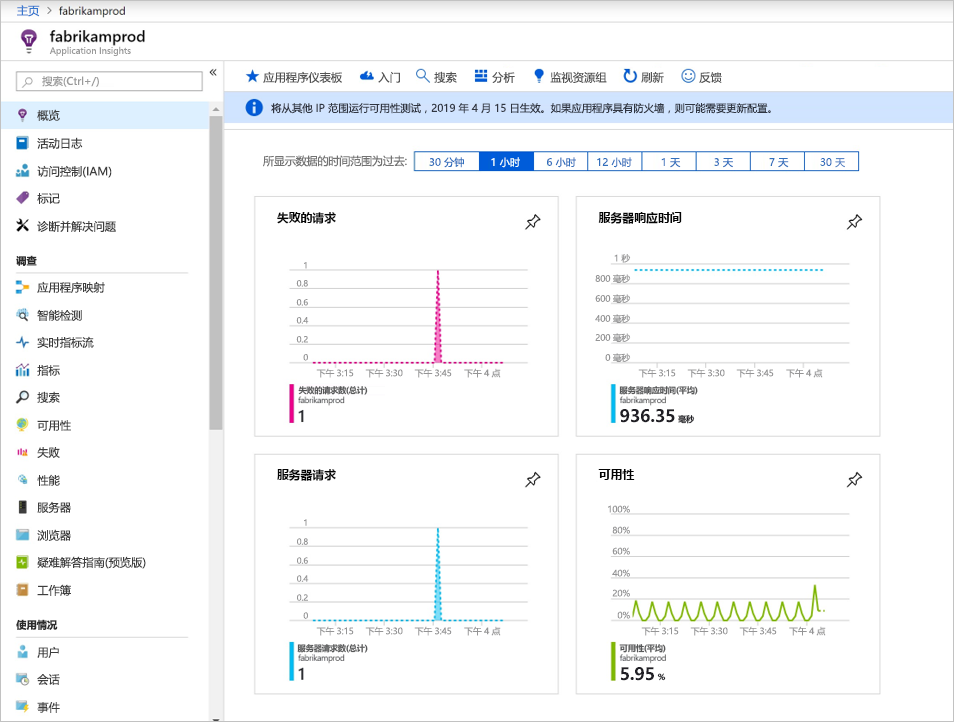 主页 > fabrikamprod
fabrikamprod
Application Insights
搜索(Ctrl+/)
«
概览
活动日志
访问控制(IAM)
标记
诊断并解决问题
调查
应用程序映射
智能检测
实时指标流
指标
搜索
可用性
失败
性能
服务器
浏览器
疑难解答指南(预览版)
工作簿
使用情况
用户
会话
事件
应用程序仪表板 入门 搜索 分析 监视资源组 刷新 反馈
将从其他 IP 范围运行可用性测试，2019 年 4 月 15 日生效。如果应用程序具有防火墙，则可能需要更新配置。
所显示数据的时间范围为过去: 30 分钟 1 小时 6 小时 12 小时 1 天 3 天 7 天 30 天
失败的请求
1
0.8
0.6
0.4
0.2
0
下午 3:15 下午 3:30 下午 3:45 下午 4 点
失败的请求数(总计)
fabrikamprod
1
服务器响应时间
1 秒
800 毫秒
600 毫秒
400 毫秒
200 毫秒
0 毫秒
下午 3:15 下午 3:30 下午 3:45 下午 4 点
服务器响应时间(平均)
fabrikamprod
936.35 毫秒
服务器请求
1
0.8
0.6
0.4
0.2
0
下午 3:15 下午 3:30 下午 3:45 下午 4 点
服务器请求数(总计)
fabrikamprod
1
可用性
100%
80%
60%
40%
20%
0%
下午 3:15 下午 3:30 下午 3:45 下午 4 点
可用性(平均)
fabrikamprod
5.95 %